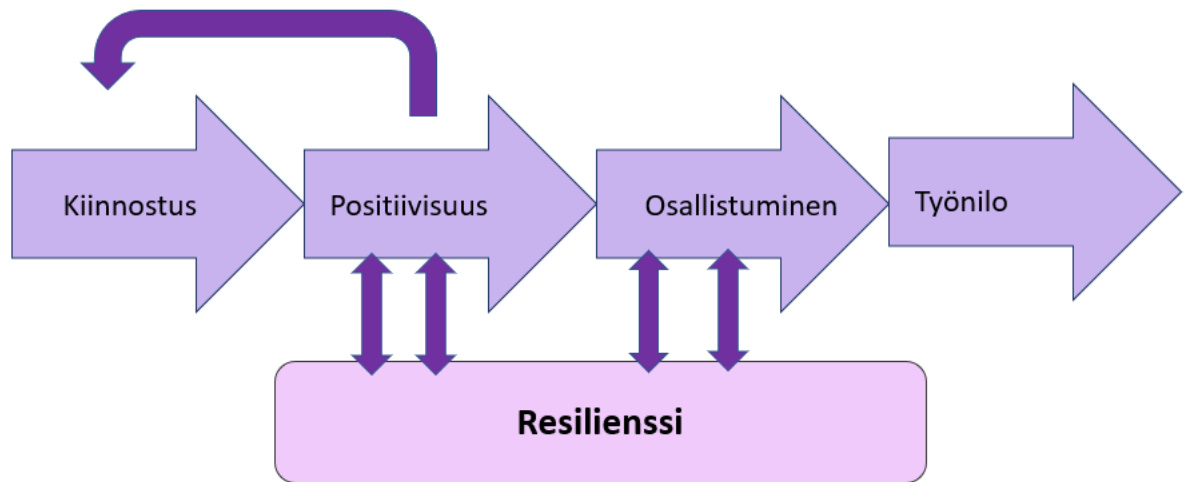 Kiinnostus
Positiivisuus
Osallistuminen
Työnilo
Resilienssi